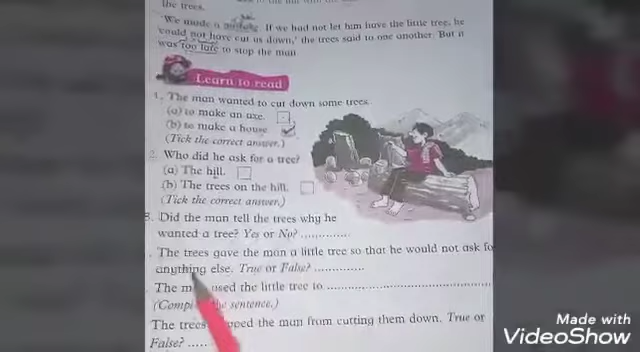 the trees.
'We made a mistake. If we had not let him have the little tree, he
would not have cut us down,' the trees said to one another. But it
was too late to stop the man
Learn to read
1. The man wanted to cut down some trees
(a) to make an axe.
(b) to make a house.
(Tick the correct answer.)
2. Who did he ask for a tree?
(a) The hill.
(b) The trees on the hill.
(Tick the correct answer.)
3. Did the man tell the trees why he
wanted a tree? Yes or No? .............
. The trees gave the man a little tree so that he would not ask fo
anything else. True or False? .............
. The m used the little tree to ..........................................
(Comp the sentence.)
The trees the man from cutting them down. True or
False? .....
Made with
VideoShow